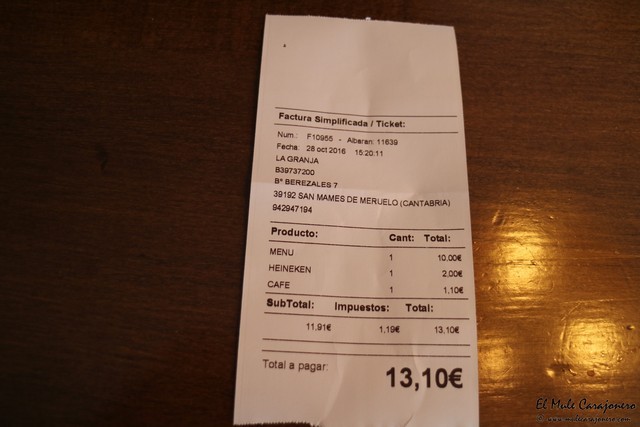 Factura Simplificada / Ticket:
Num.: F10955 - Albaran: 11639
Fecha: 28 oct 2016 15:20:11
LA GRANJA
B39737200
Bº BEREZALES 7
39192 SAN MAMES DE MERUELO (CANTABRIA)
942947194
Producto: Cant: Total:
MENU 1 10,00€
HEINEKEN 1 2,00€
CAFE 1 1,10€
SubTotal: Impuestos: Total:
11,91€ 1,19€ 13,10€
Total a pagar:
13,10€
El Mule Carajonero
www.mulecarajonero.com